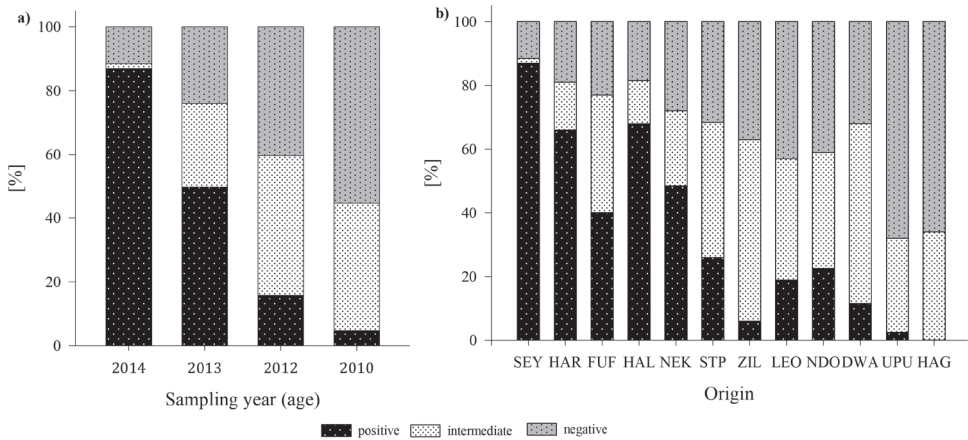 a)
[%]
100
80
60
40
20
0
2014 2013 2012 2010
Sampling year (age)
b)
[%]
100
80
60
40
20
0
SEY HAR FUF HAL NEK STP ZIL LEO NDO DWA UPU HAG
Origin
positive intermediate negative